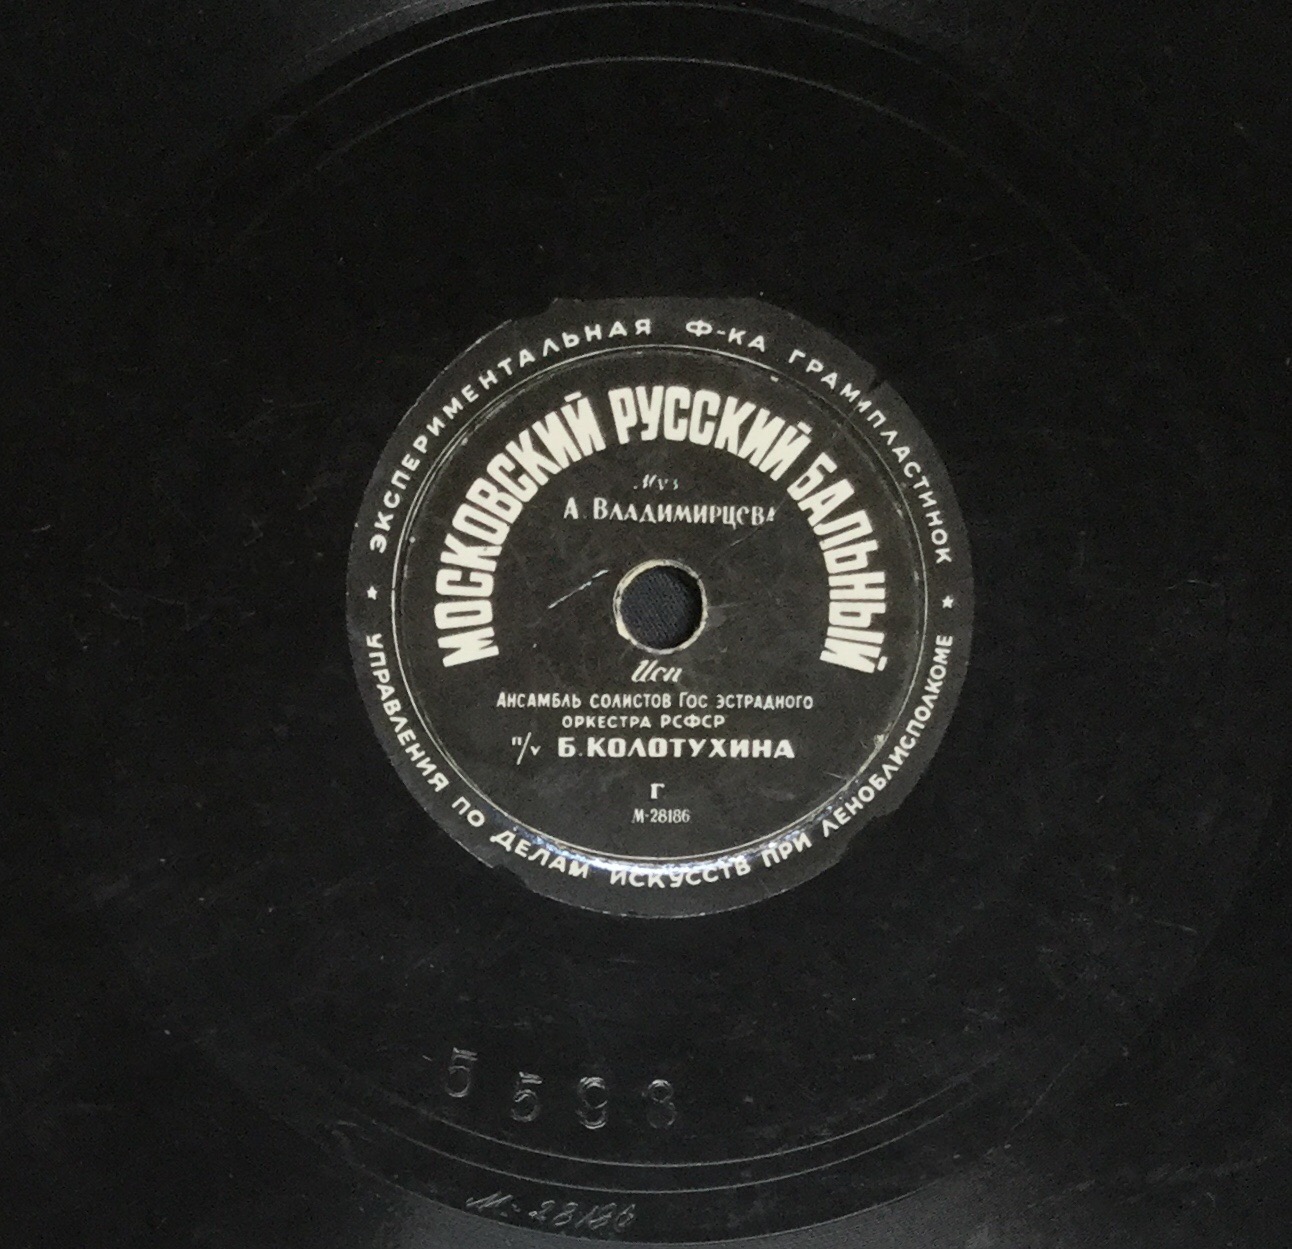 ЭКСПЕРИМЕНТАЛЬНАЯ Ф-КА ГРАМПЛАСТИНОК
МОСКОВСКИЙ РУССКИЙ БАЛЬНЫЙ
Муз
А. ВЛАДИМИРЦЕВА
Исп
АНСАМБЛЬ СОЛИСТОВ ГОС ЭСТРАДНОГО
ОРКЕСТРА РСФСР
п/у Б. КОЛОТУХИНА
Г
М-28186
УПРАВЛЕНИЯ ПО ДЕЛАМ ИСКУССТВ ПРИ ЛЕНОБЛИСПОЛКОМЕ
5598
М-28186